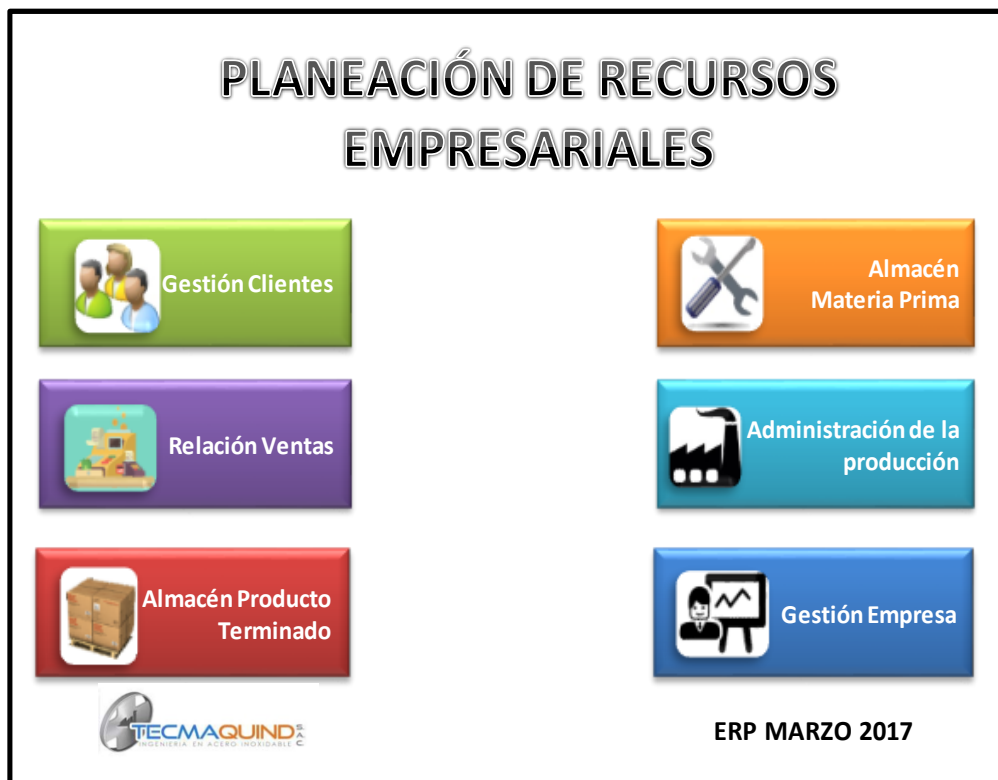 PLANEACIÓN DE RECURSOS
EMPRESARIALES
Gestión Clientes
Almacén
Materia Prima
Relación Ventas
Administración de la
producción
Almacén Producto
Terminado
Gestión Empresa
TECMAQUIND S.A.C
INGENIERIA EN ACERO INOXIDABLE
ERP MARZO 2017